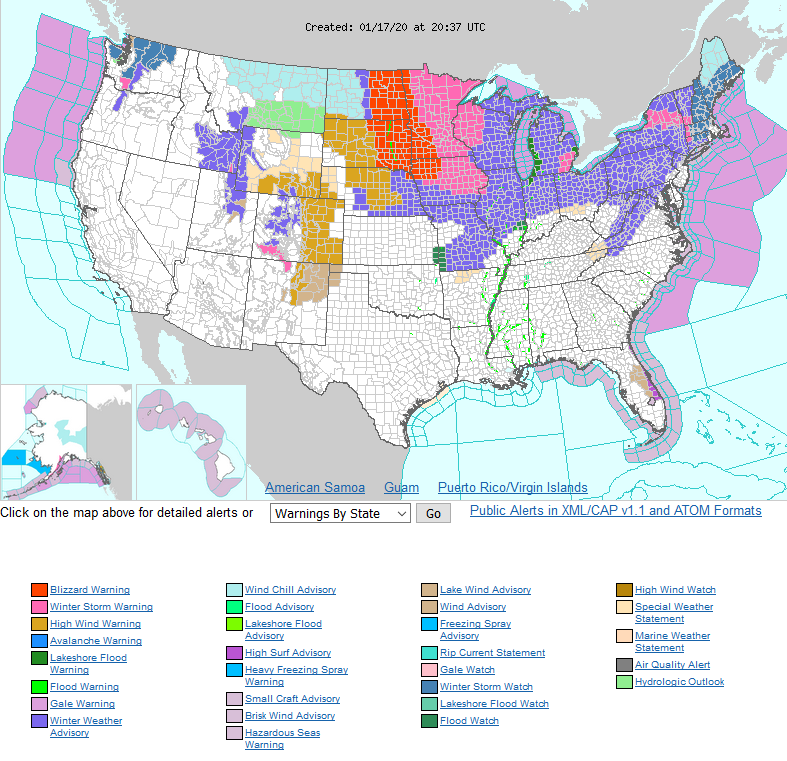 Created: 01/17/20 at 20:37 UTC
American Samoa
Guam
Puerto Rico/Virgin Islands
Click on the map above for detailed alerts or
Warnings By State
Go
Public Alerts in XML/CAP v1.1 and ATOM Formats
Blizzard Warning
Winter Storm Warning
High Wind Warning
Avalanche Warning
Lakeshore Flood
Warning
Flood Warning
Gale Warning
Winter Weather
Advisory
Wind Chill Advisory
Flood Advisory
Lakeshore Flood
Advisory
High Surf Advisory
Heavy Freezing Spray
Warning
Small Craft Advisory
Brisk Wind Advisory
Hazardous Seas
Warning
Lake Wind Advisory
Wind Advisory
Freezing Spray
Advisory
Rip Current Statement
Gale Watch
Winter Storm Watch
Lakeshore Flood Watch
Flood Watch
High Wind Watch
Special Weather
Statement
Marine Weather
Statement
Air Quality Alert
Hydrologic Outlook